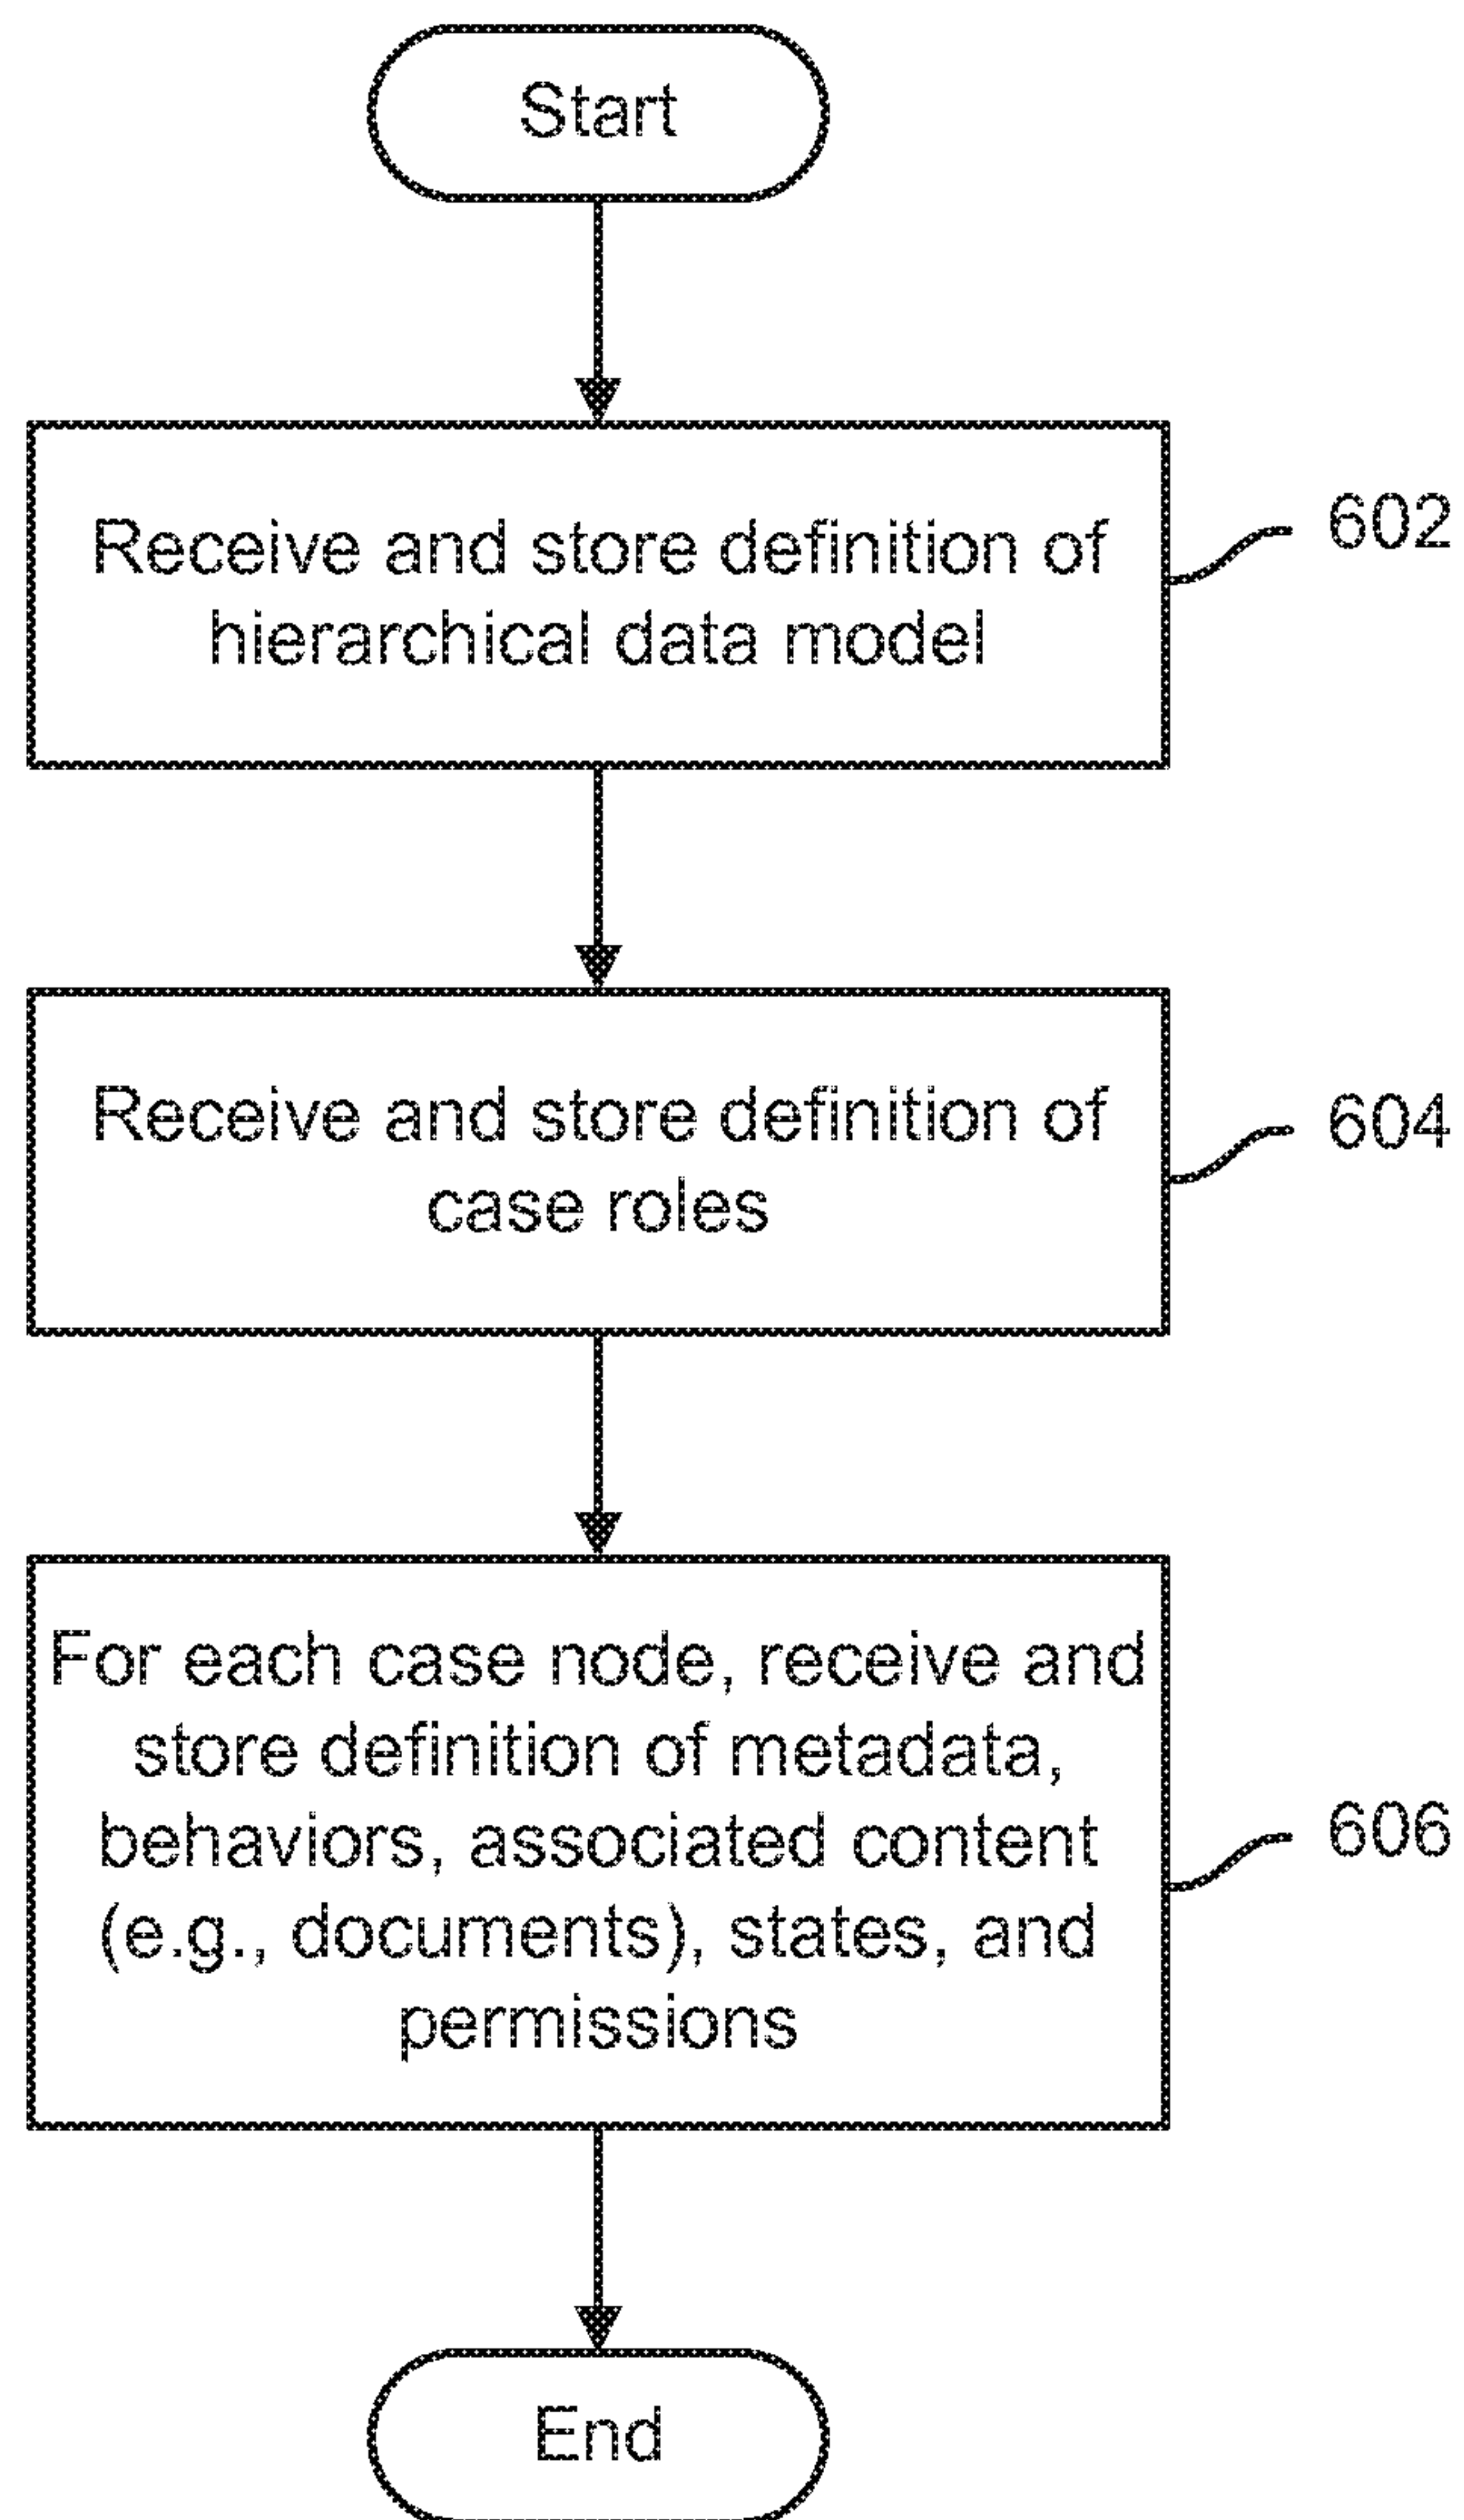 Start
Receive and store definition of
hierarchical data model
602
Receive and store definition of
case roles
604
For each case node, receive and
store definition of metadata,
behaviors, associated content
(e.g., documents), states, and
permissions
606
End